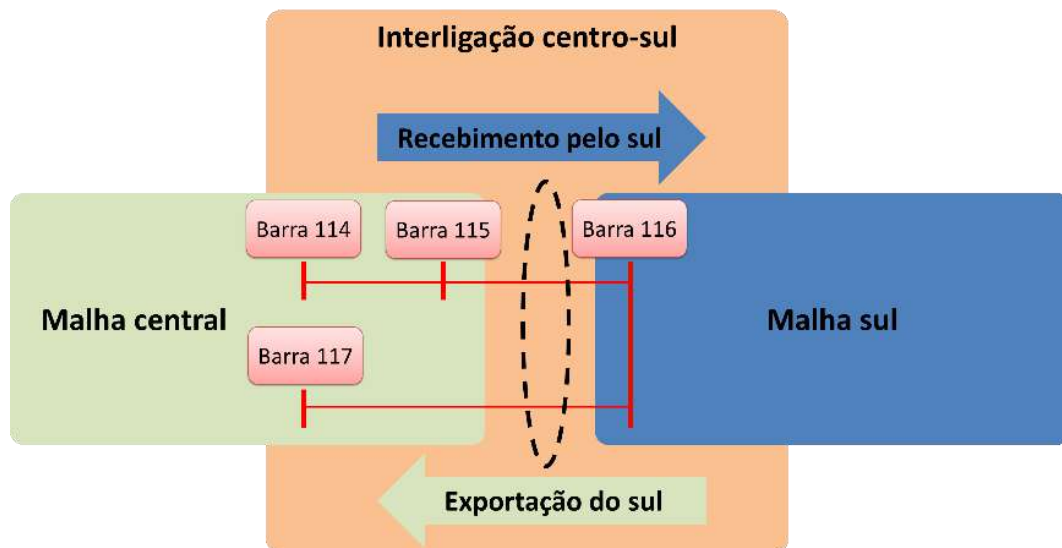 Interligação centro-sul
Recebimento pelo sul
Barra 114
Barra 115
Barra 116
Malha central
Malha sul
Barra 117
Exportação do sul